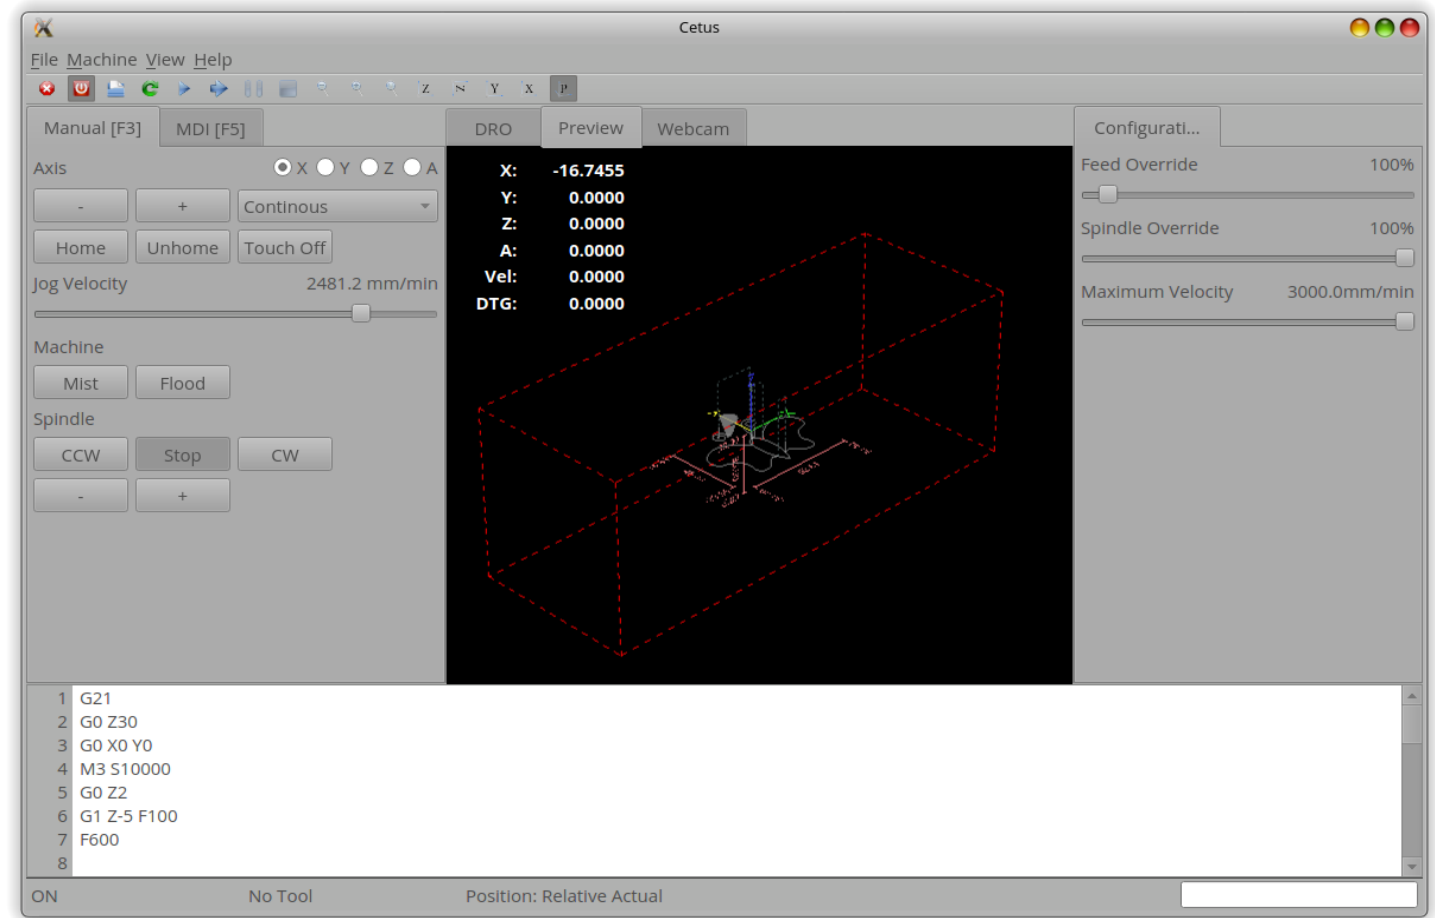 Cetus
File Machine View Help
Z N Y X P
Manual [F3] MDI [F5]
Axis X Y Z A
- + Continous
Home Unhome Touch Off
Jog Velocity 2481.2 mm/min
Machine
Mist Flood
Spindle
CCW Stop CW
- +
DRO Preview Webcam
X: -16.7455
Y: 0.0000
Z: 0.0000
A: 0.0000
Vel: 0.0000
DTG: 0.0000
Configurati...
Feed Override 100%
Spindle Override 100%
Maximum Velocity 3000.0mm/min
1 G21
2 G0 Z30
3 G0 X0 Y0
4 M3 S10000
5 G0 Z2
6 G1 Z-5 F100
7 F600
8
ON No Tool Position: Relative Actual